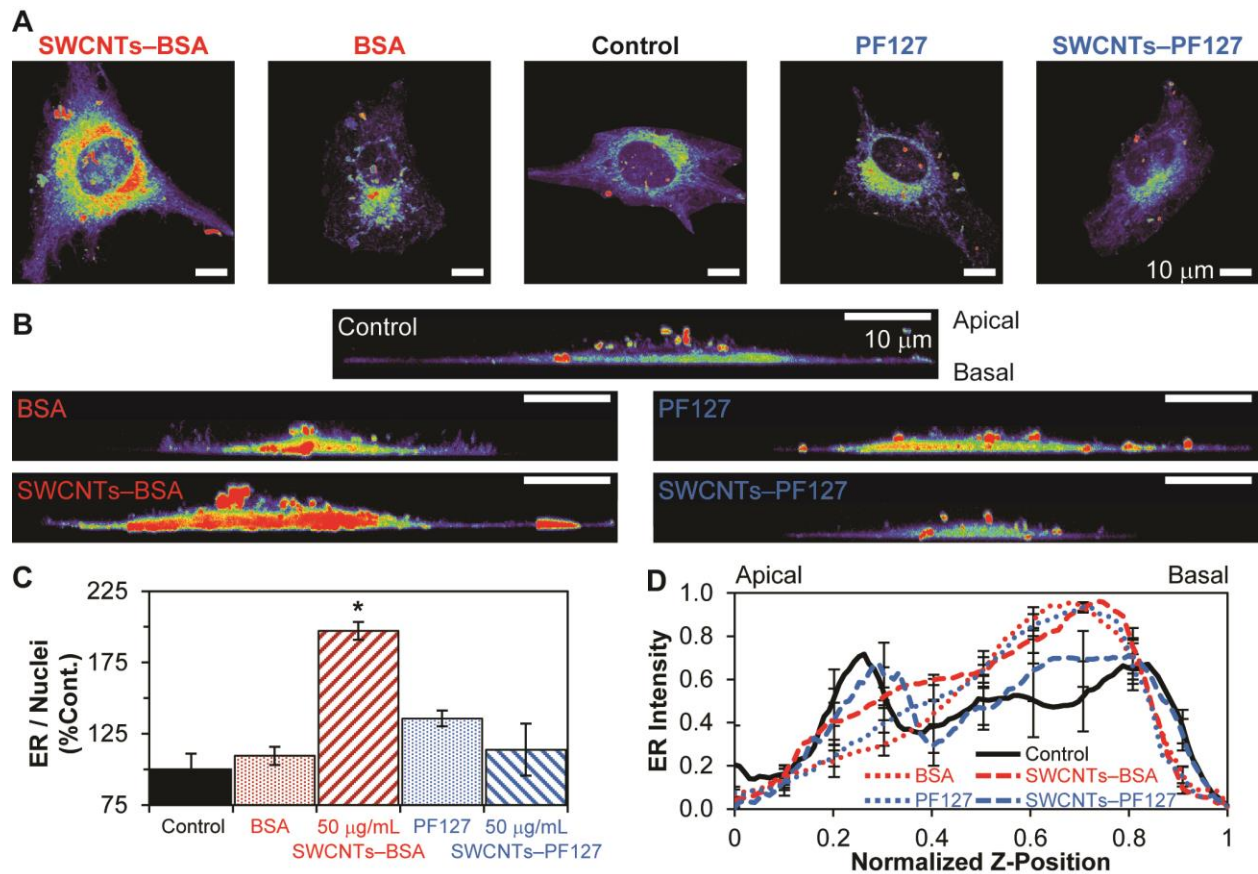 A
SWCNTs–BSA
BSA
Control
PF127
SWCNTs–PF127
10 μm
B
Control
10 μm
Apical
Basal
BSA
PF127
SWCNTs–BSA
SWCNTs–PF127
C
ER / Nuclei
(%Cont.)
225
175
125
75
*
Control
BSA
50 μg/mL
SWCNTs–BSA
PF127
50 μg/mL
SWCNTs–PF127
D
Apical
Basal
ER Intensity
1.0
0.8
0.6
0.4
0.2
0.0
Control
BSA
SWCNTs–BSA
PF127
SWCNTs–PF127
0
0.2
0.4
0.6
0.8
1
Normalized Z-Position